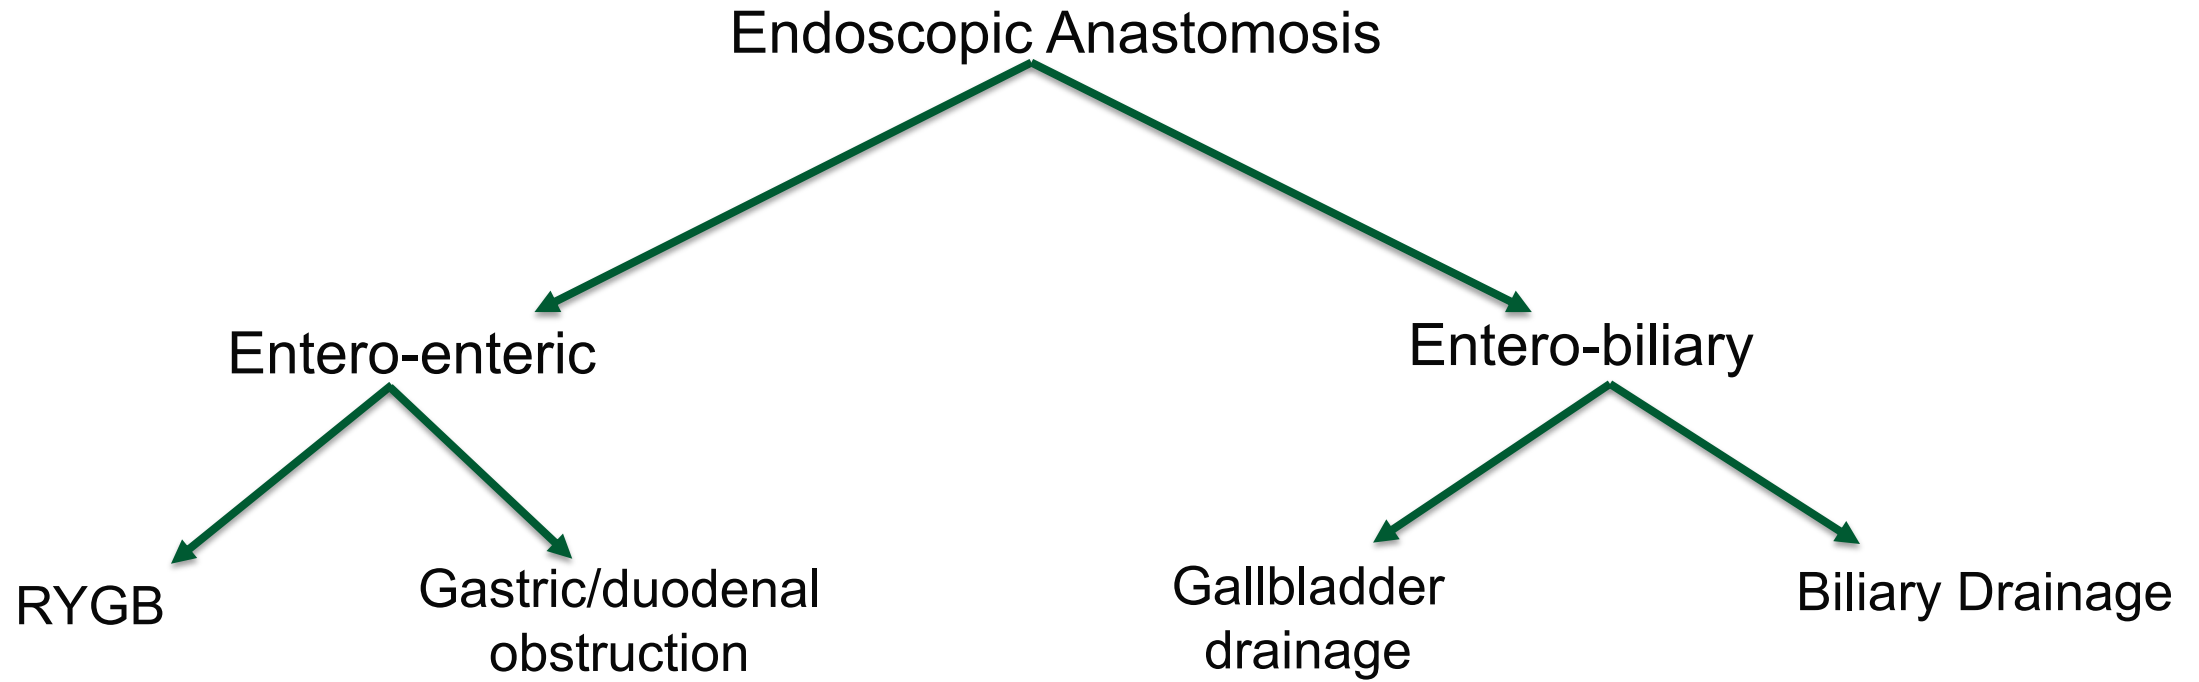 Endoscopic Anastomosis
Entero-enteric
Entero-biliary
RYGB
Gastric/duodenal
obstruction
Gallbladder
drainage
Biliary Drainage